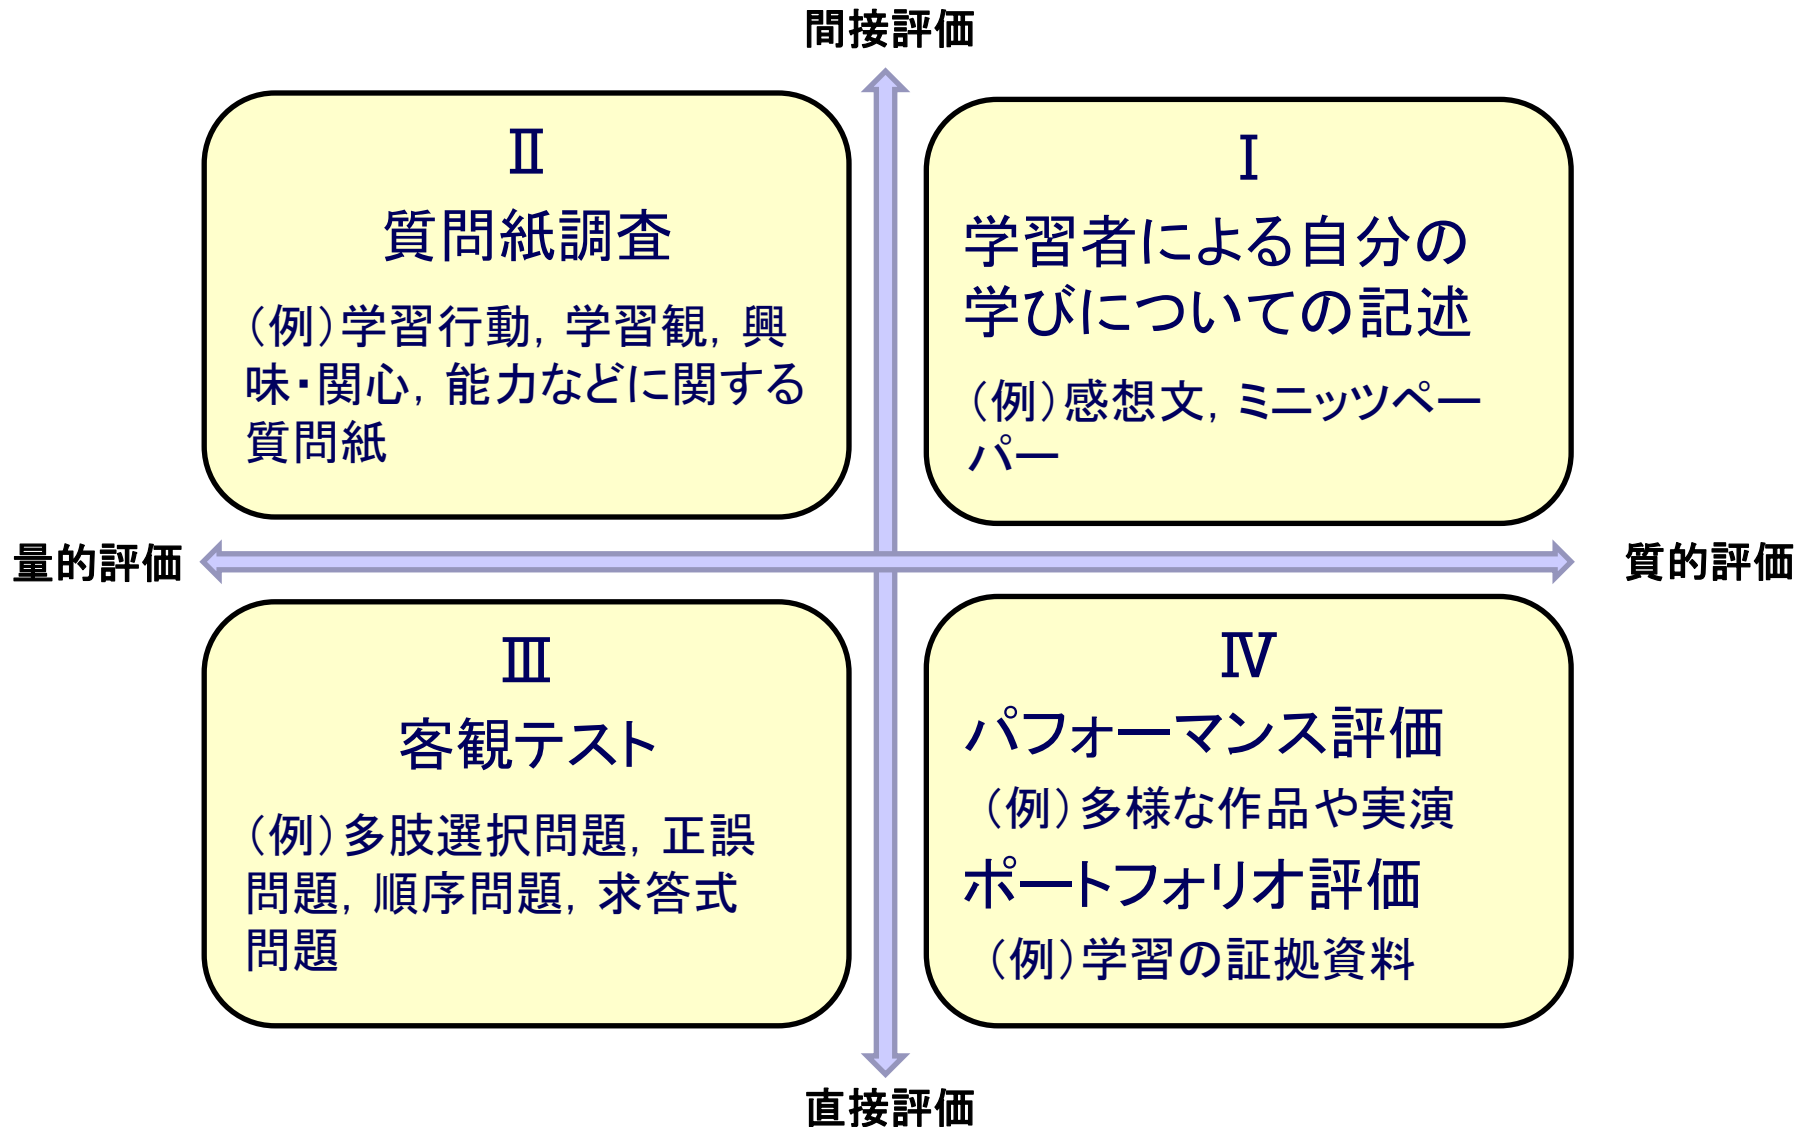 間接評価
Ⅱ
質問紙調査
（例）学習行動，学習観，興
味・関心，能力などに関する
質問紙
Ⅰ
学習者による自分の
学びについての記述
（例）感想文，ミニッツペー
パー
量的評価
質的評価
Ⅲ
客観テスト
（例）多肢選択問題，正誤
問題，順序問題，求答式
問題
Ⅳ
パフォーマンス評価
（例）多様な作品や実演
ポートフォリオ評価
（例）学習の証拠資料
直接評価